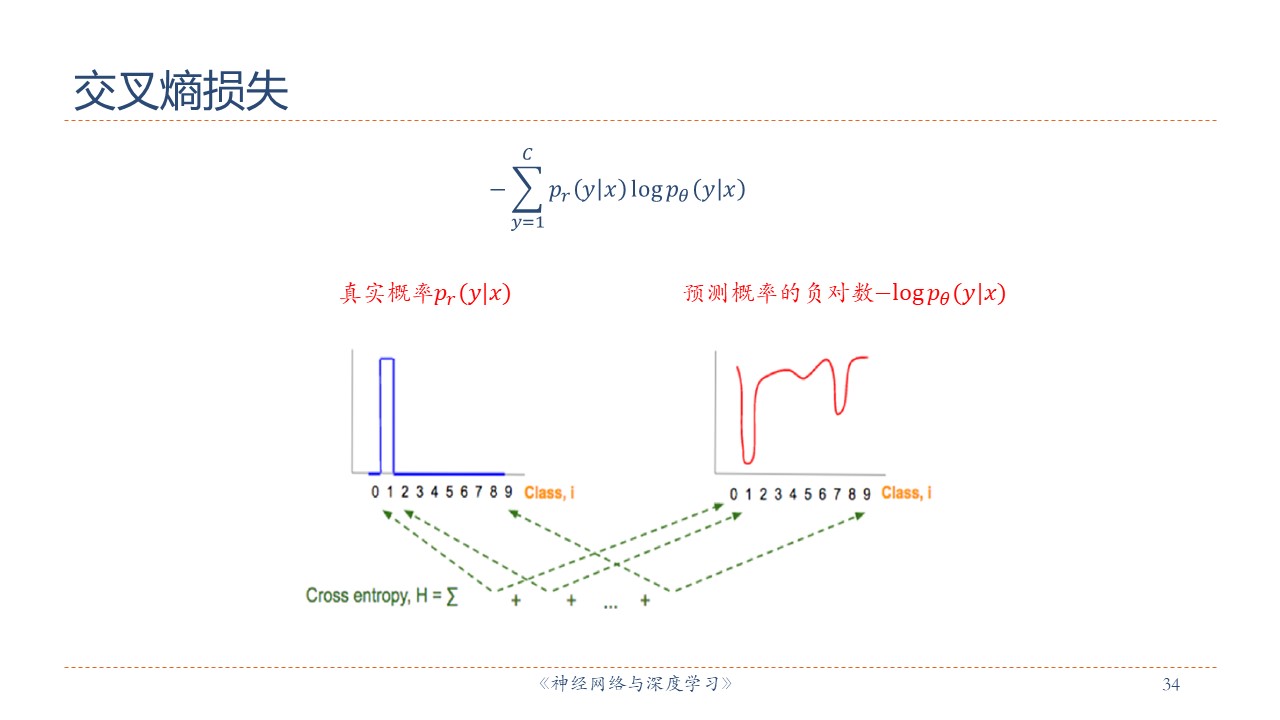 交叉熵损失
$-\sum_{y=1}^{C} p_r(y|x) \log p_\theta(y|x)$
真实概率$p_r(y|x)$
预测概率的负对数$-\log p_\theta(y|x)$
0 1 2 3 4 5 6 7 8 9 Class, i
0 1 2 3 4 5 6 7 8 9 Class, i
Cross entropy, H = ∑ + + ... +
《神经网络与深度学习》
34